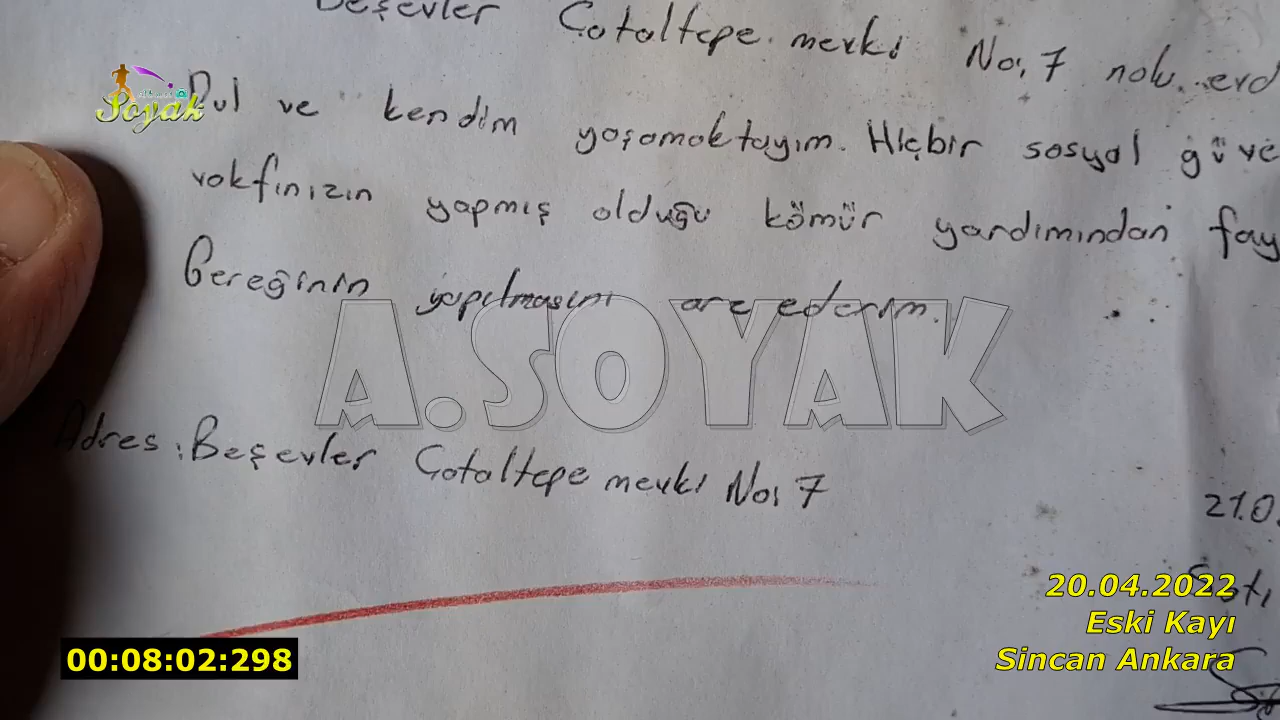 Beşevler Çataltepe mevki No: 7 nolu
Dul ve kendim yaşamaktayım. Hiçbir sosyal güve
vakfınızın yapmış olduğu kömür yardımından fay
Gereğinin yapılmasını arz ederim.
Adres: Beşevler Çataltepe mevki No: 7
21.0
Soyak
A.SOYAK
20.04.2022
Eski Kayı
Sincan Ankara
00:08:02:298